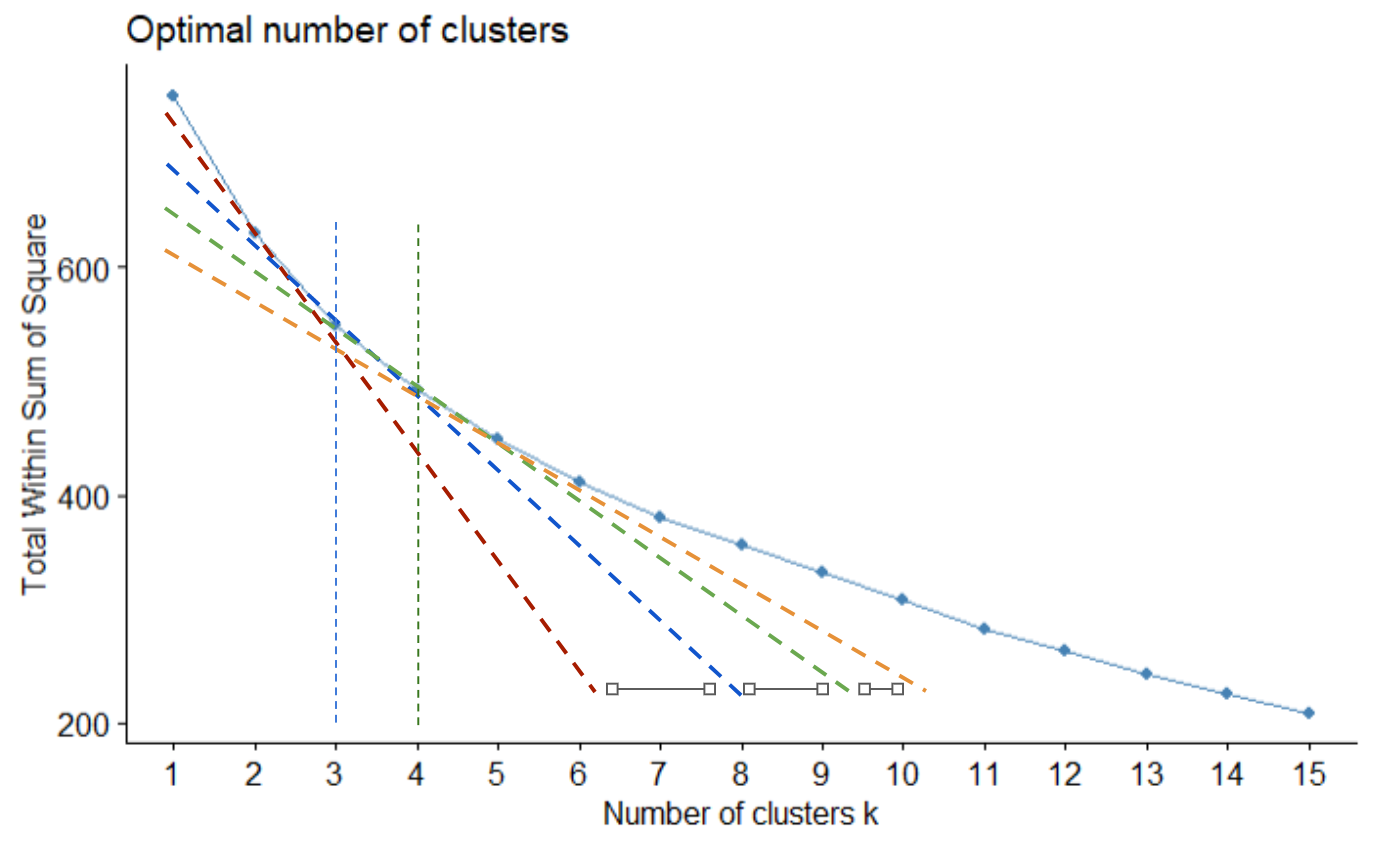 Optimal number of clusters
Total Within Sum of Square
600
400
200
1 2 3 4 5 6 7 8 9 10 11 12 13 14 15
Number of clusters k